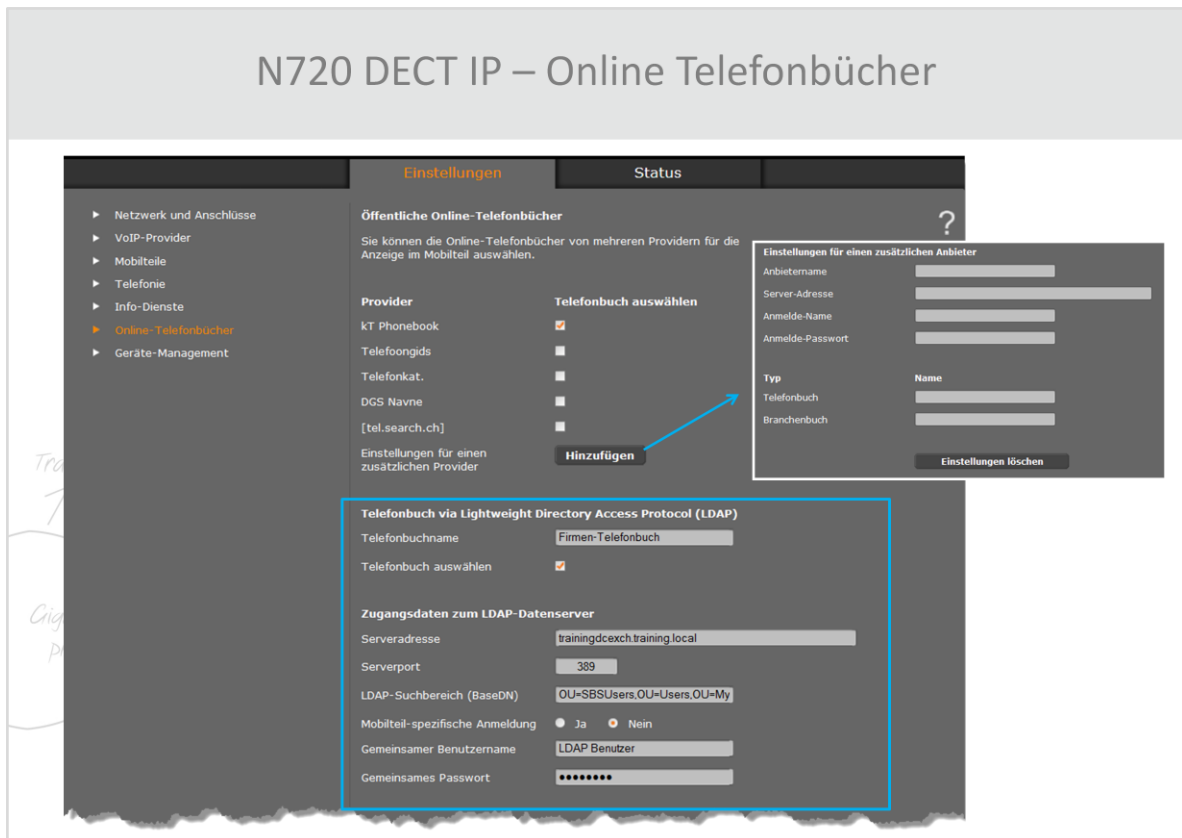 N720 DECT IP – Online Telefonbücher
Einstellungen
Status
Netzwerk und Anschlüsse
VoIP-Provider
Mobilteile
Telefonie
Info-Dienste
Online-Telefonbücher
Geräte-Management
Öffentliche Online-Telefonbücher
?
Sie können die Online-Telefonbücher von mehreren Providern für die
Anzeige im Mobilteil auswählen.
Provider
Telefonbuch auswählen
kT Phonebook
Telefoongids
Telefonkat.
DGS Navne
[tel.search.ch]
Einstellungen für einen
zusätzlichen Provider
Hinzufügen
Einstellungen für einen zusätzlichen Anbieter
Anbietername
Server-Adresse
Anmelde-Name
Anmelde-Passwort
Typ
Name
Telefonbuch
Branchenbuch
Einstellungen löschen
Telefonbuch via Lightweight Directory Access Protocol (LDAP)
Telefonbuchname
Firmen-Telefonbuch
Telefonbuch auswählen
Zugangsdaten zum LDAP-Datenserver
Serveradresse
trainingdcexch.training.local
Serverport
389
LDAP-Suchbereich (BaseDN)
OU=SBSUsers,OU=Users,OU=My
Mobilteil-spezifische Anmeldung
Ja
Nein
Gemeinsamer Benutzername
LDAP Benutzer
Gemeinsames Passwort
••••••••